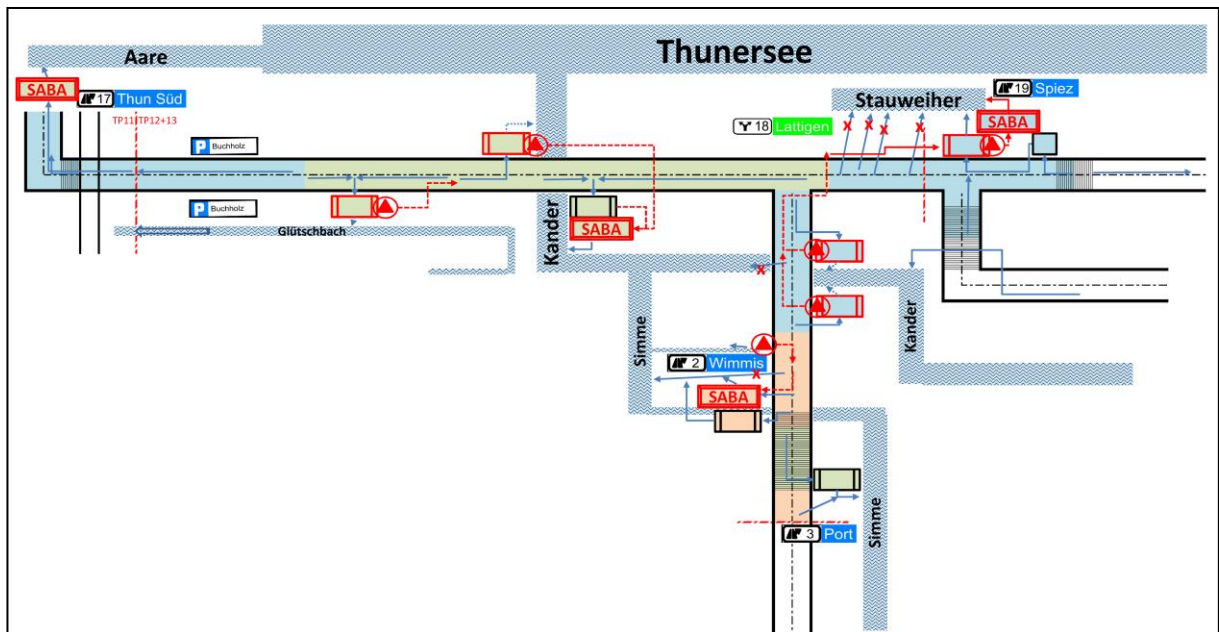 Thunersee
Aare
SABA
17 Thun Süd
TP11 TP12+13
P Buchholz
Stauweiher
19 Spiez
SABA
18 Lattigen
P Buchholz
Glütschbach
Kander
SABA
Simme
Kander
2 Wimmis
SABA
Simme
3 Port